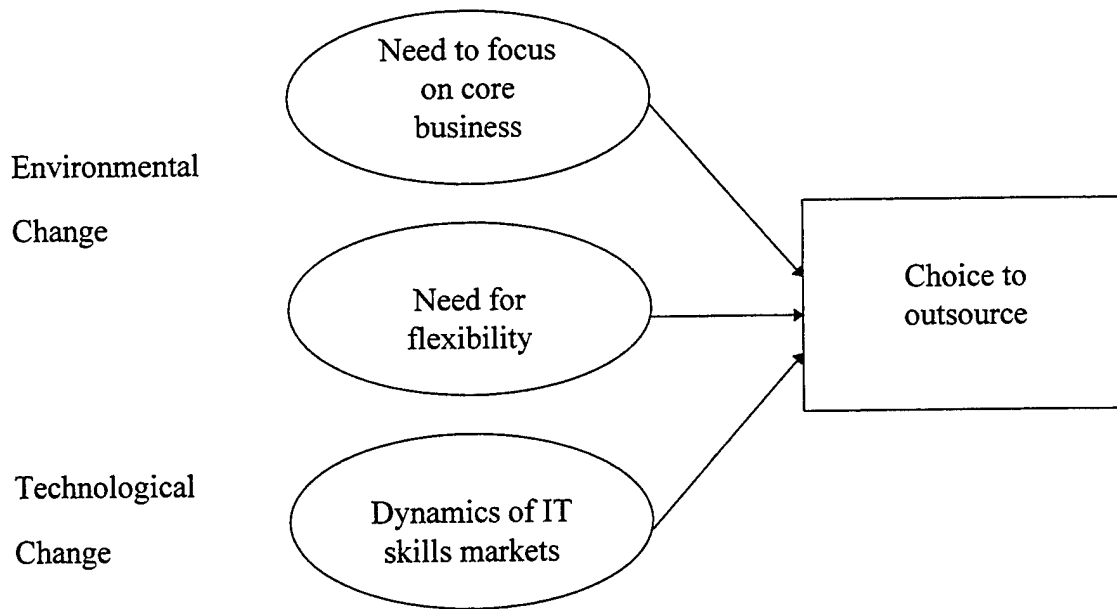 Need to focus
on core
business
Environmental
Change
Need for
flexibility
Choice to
outsource
Technological
Change
Dynamics of IT
skills markets